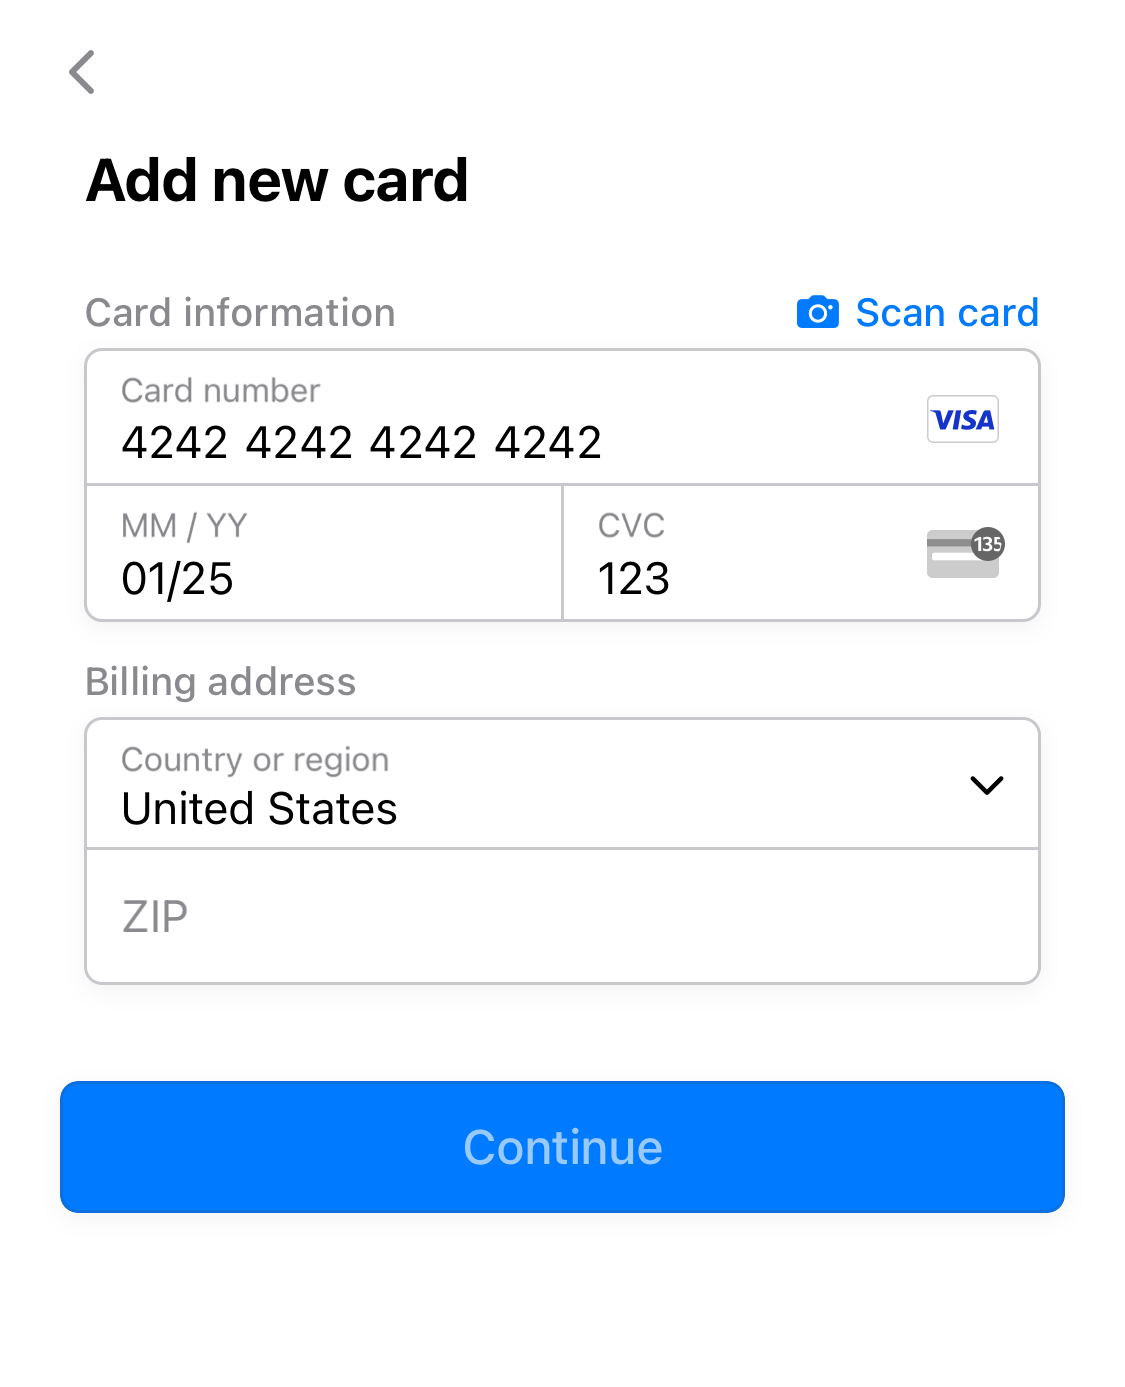 Add new card
Card information
Scan card
Card number
4242 4242 4242 4242
VISA
MM / YY
01/25
CVC
123
135
Billing address
Country or region
United States
ZIP
Continue